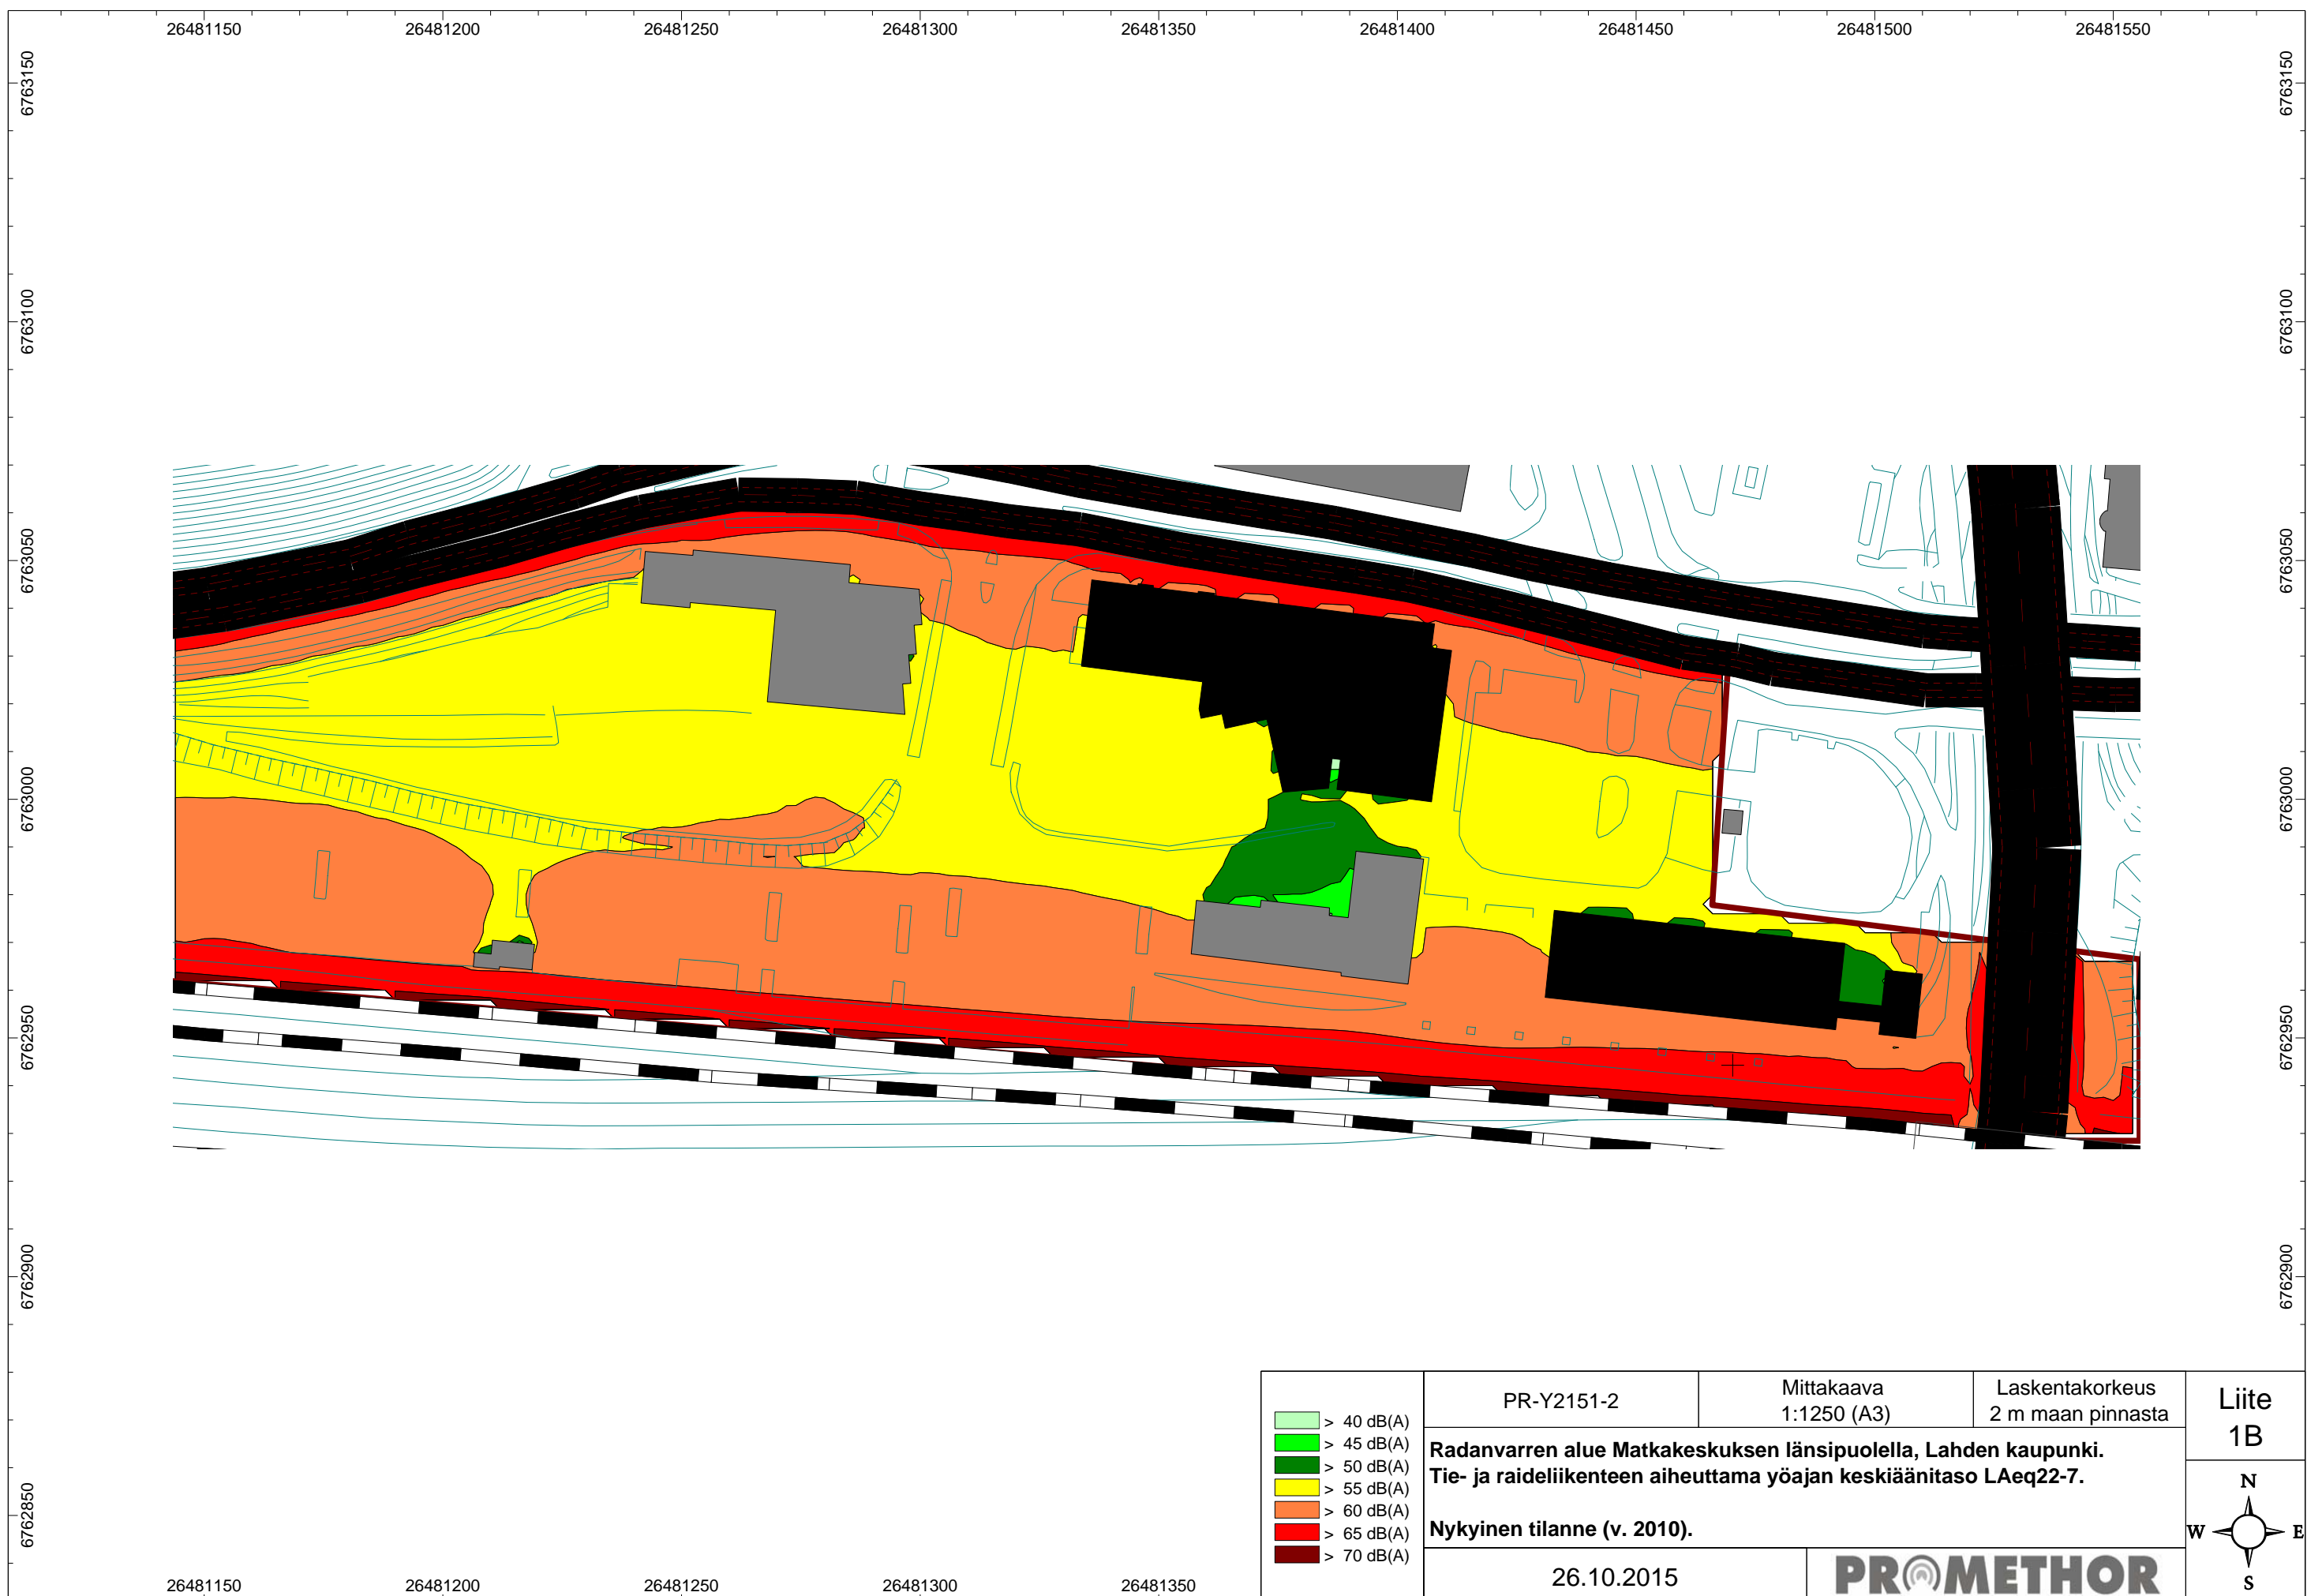 26481150 26481200 26481250 26481300 26481350 26481400 26481450 26481500 26481550
6763150 6763150
6763100 6763100
6763050 6763050
6763000 6763000
6762950 6762950
6762900 6762900
6762850
> 40 dB(A)
> 45 dB(A)
> 50 dB(A)
> 55 dB(A)
> 60 dB(A)
> 65 dB(A)
> 70 dB(A)
PR-Y2151-2
Mittakaava
1:1250 (A3)
Laskentakorkeus
2 m maan pinnasta
Liite
1B
Radanvarren alue Matkakeskuksen länsipuolella, Lahden kaupunki.
Tie- ja raideliikenteen aiheuttama yöajan keskiäänitaso LAeq22-7.
Nykyinen tilanne (v. 2010).
N
W E
S
26.10.2015
PROMETHOR
26481150 26481200 26481250 26481300 26481350